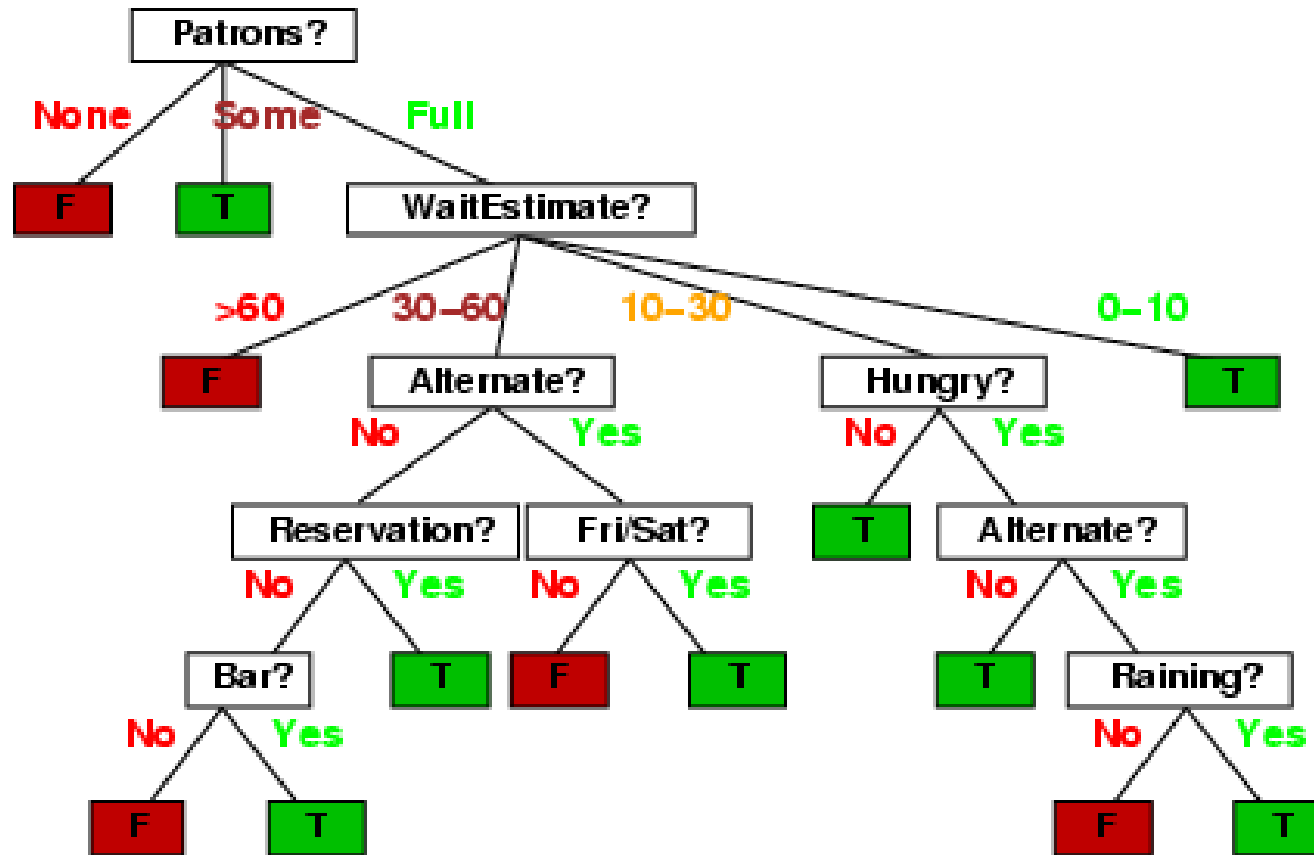 Patrons?
None Some Full
F T WaitEstimate?
>60 30–60 10–30 0–10
F Alternate? Hungry? T
No Yes No Yes
Reservation? Fri/Sat? T Alternate?
No Yes No Yes No Yes
Bar? T F T T Raining?
No Yes No Yes
F T F T